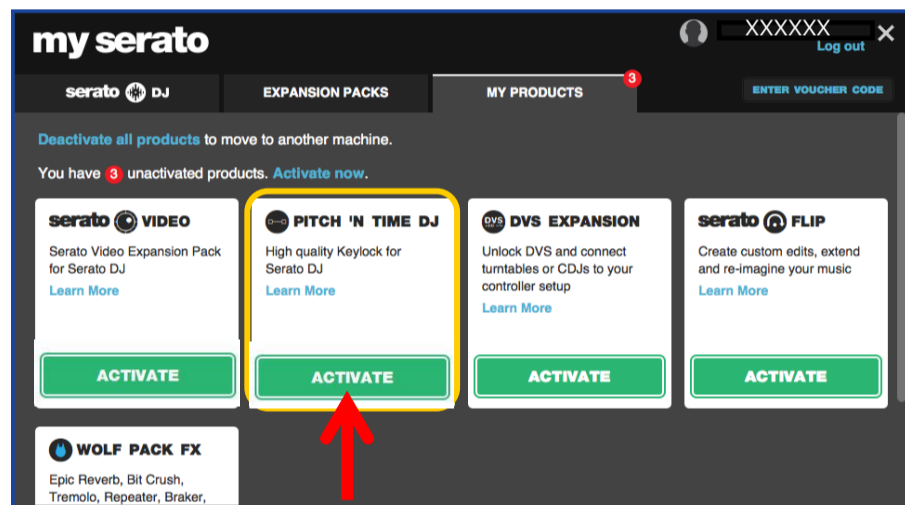 my serato
XXXXXX
Log out
serato DJ
EXPANSION PACKS
MY PRODUCTS
3
ENTER VOUCHER CODE
Deactivate all products to move to another machine.
You have 3 unactivated products. Activate now.
serato VIDEO
Serato Video Expansion Pack
for Serato DJ
Learn More
ACTIVATE
PITCH 'N TIME DJ
High quality Keylock for
Serato DJ
Learn More
ACTIVATE
DVS DVS EXPANSION
Unlock DVS and connect
turntables or CDJs to your
controller setup
Learn More
ACTIVATE
serato FLIP
Create custom edits, extend
and re-imagine your music
Learn More
ACTIVATE
WOLF PACK FX
Epic Reverb, Bit Crush,
Tremolo, Repeater, Braker,